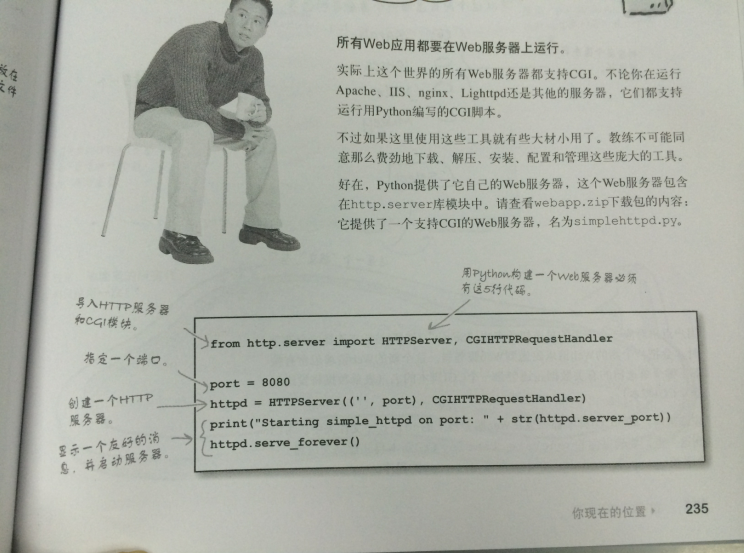 所有Web应用都要在Web服务器上运行。
实际上这个世界的所有Web服务器都支持CGI。不论你在运行
Apache、IIS、nginx、Lighttpd还是其他的服务器，它们都支持
运行用Python编写的CGI脚本。
不过如果这里使用这些工具就有些大材小用了。教练不可能同
意那么费劲地下载、解压、安装、配置和管理这些庞大的工具。
好在，Python提供了它自己的Web服务器，这个Web服务器包含
在http.server库模块中。请查看webapp.zip下载包的内容：
它提供了一个支持CGI的Web服务器，名为simplehttpd.py。
用Python构建一个Web服务器必须
有这5行代码。
导入HTTP服务器
和CGI模块。
from http.server import HTTPServer, CGIHTTPRequestHandler
指定一个端口。
port = 8080
创建一个HTTP
服务器。
httpd = HTTPServer(('', port), CGIHTTPRequestHandler)
显示一个友好的消
息，并启动服务器。
print("Starting simple_httpd on port: " + str(httpd.server_port))
httpd.serve_forever()
你现在的位置
235